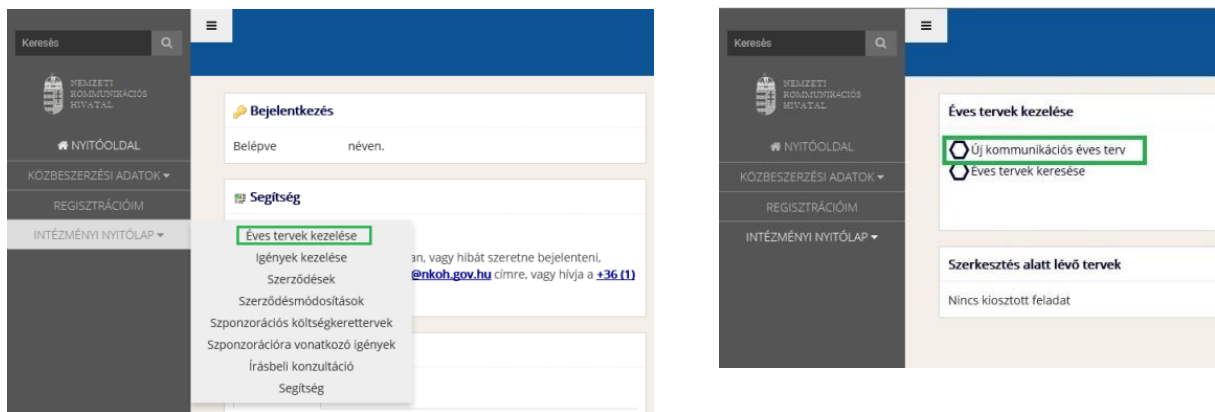 Keresés
NEMZETI
KOMMUNIKÁCIÓS
HIVATAL
NYITÓOLDAL
KÖZBESZERZÉSI ADATOK
REGISZTRÁCIÓIM
INTÉZMÉNYI NYITÓLAP
Bejelentkezés
Belépve néven.
Segítség
Éves tervek kezelése
Igények kezelése
Szerződések
Szerződésmódosítások
Szponzorációs költségkerettervek
Szponzorációra vonatkozó igények
Írásbeli konzultáció
Segítség
an, vagy hibát szeretne bejelenteni,
@nkoh.gov.hu címre, vagy hívja a +36 (1)
Keresés
NEMZETI
KOMMUNIKÁCIÓS
HIVATAL
NYITÓOLDAL
KÖZBESZERZÉSI ADATOK
REGISZTRÁCIÓIM
INTÉZMÉNYI NYITÓLAP
Éves tervek kezelése
Új kommunikációs éves terv
Éves tervek keresése
Szerkesztés alatt lévő tervek
Nincs kiosztott feladat